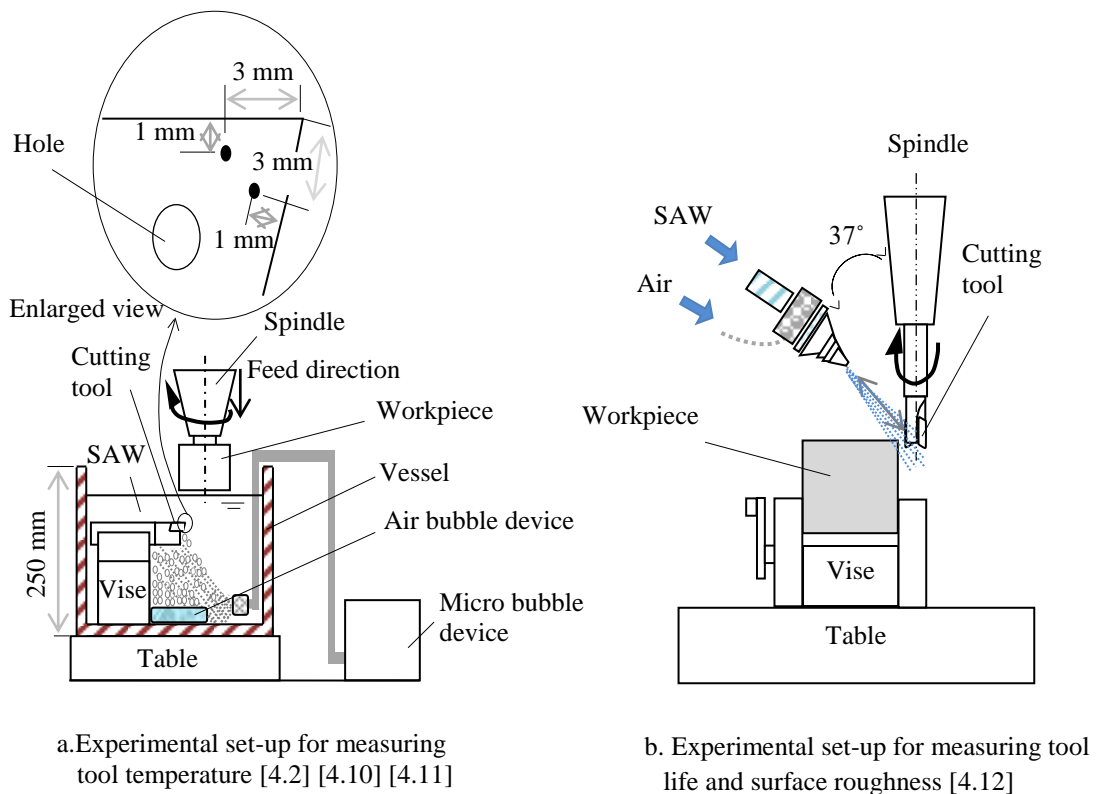 3 mm
1 mm
3 mm
1 mm
Hole
Enlarged view
Spindle
Cutting
tool
Feed direction
Workpiece
SAW
Vessel
Air bubble device
250 mm
Vise
Micro bubble
device
Table
a.Experimental set-up for measuring
tool temperature [4.2] [4.10] [4.11]
Spindle
SAW
37˚
Cutting
tool
Air
Workpiece
Vise
Table
b. Experimental set-up for measuring tool
life and surface roughness [4.12]